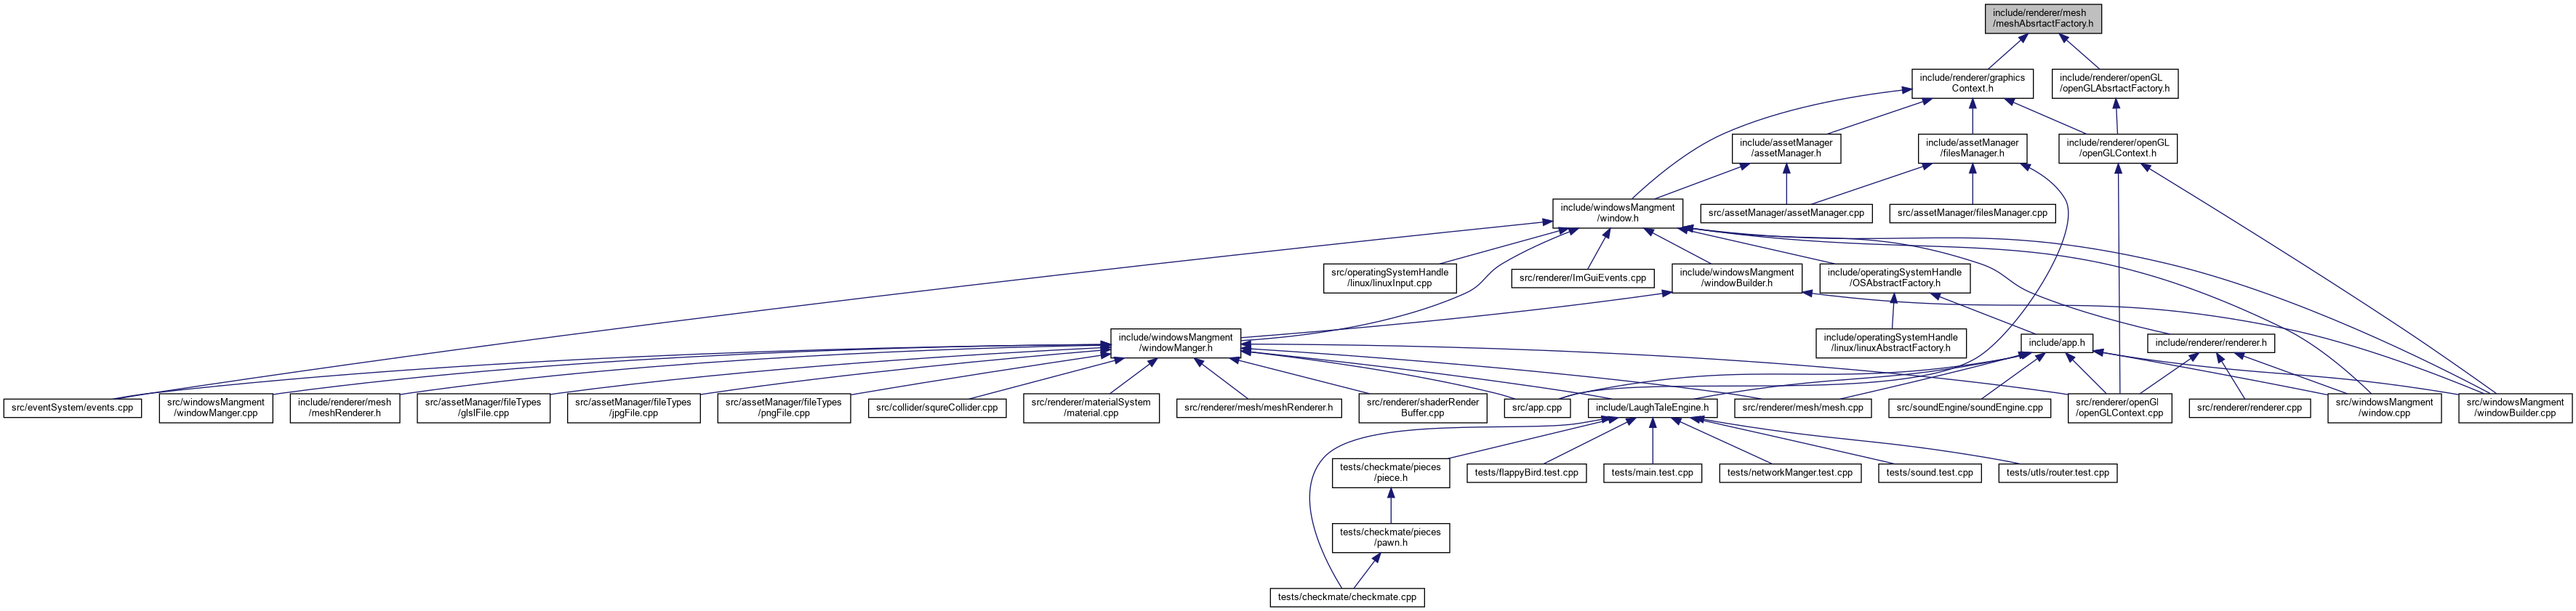 include/renderer/mesh
/meshAbsrtactFactory.h
include/renderer/graphics
Context.h
include/renderer/openGL
/openGLAbsrtactFactory.h
include/assetManager
/assetManager.h
include/assetManager
/filesManager.h
include/renderer/openGL
/openGLContext.h
include/windowsMangment
/window.h
src/assetManager/assetManager.cpp
src/assetManager/filesManager.cpp
src/operatingSystemHandle
/linux/linuxInput.cpp
src/renderer/ImGuiEvents.cpp
include/windowsMangment
/windowBuilder.h
include/operatingSystemHandle
/OSAbstractFactory.h
include/windowsMangment
/windowManger.h
include/operatingSystemHandle
/linux/linuxAbstractFactory.h
include/app.h
include/renderer/renderer.h
src/eventSystem/events.cpp
src/windowsMangment
/windowManger.cpp
include/renderer/mesh
/meshRenderer.h
src/assetManager/fileTypes
/glslFile.cpp
src/assetManager/fileTypes
/jpgFile.cpp
src/assetManager/fileTypes
/pngFile.cpp
src/collider/squreCollider.cpp
src/renderer/materialSystem
/material.cpp
src/renderer/mesh/meshRenderer.h
src/renderer/shaderRender
Buffer.cpp
src/app.cpp
include/LaughTaleEngine.h
src/renderer/mesh/mesh.cpp
src/soundEngine/soundEngine.cpp
src/renderer/openGl
/openGLContext.cpp
src/renderer/renderer.cpp
src/windowsMangment
/window.cpp
src/windowsMangment
/windowBuilder.cpp
tests/checkmate/pieces
/piece.h
tests/flappyBird.test.cpp
tests/main.test.cpp
tests/networkManger.test.cpp
tests/sound.test.cpp
tests/utls/router.test.cpp
tests/checkmate/pieces
/pawn.h
tests/checkmate/checkmate.cpp